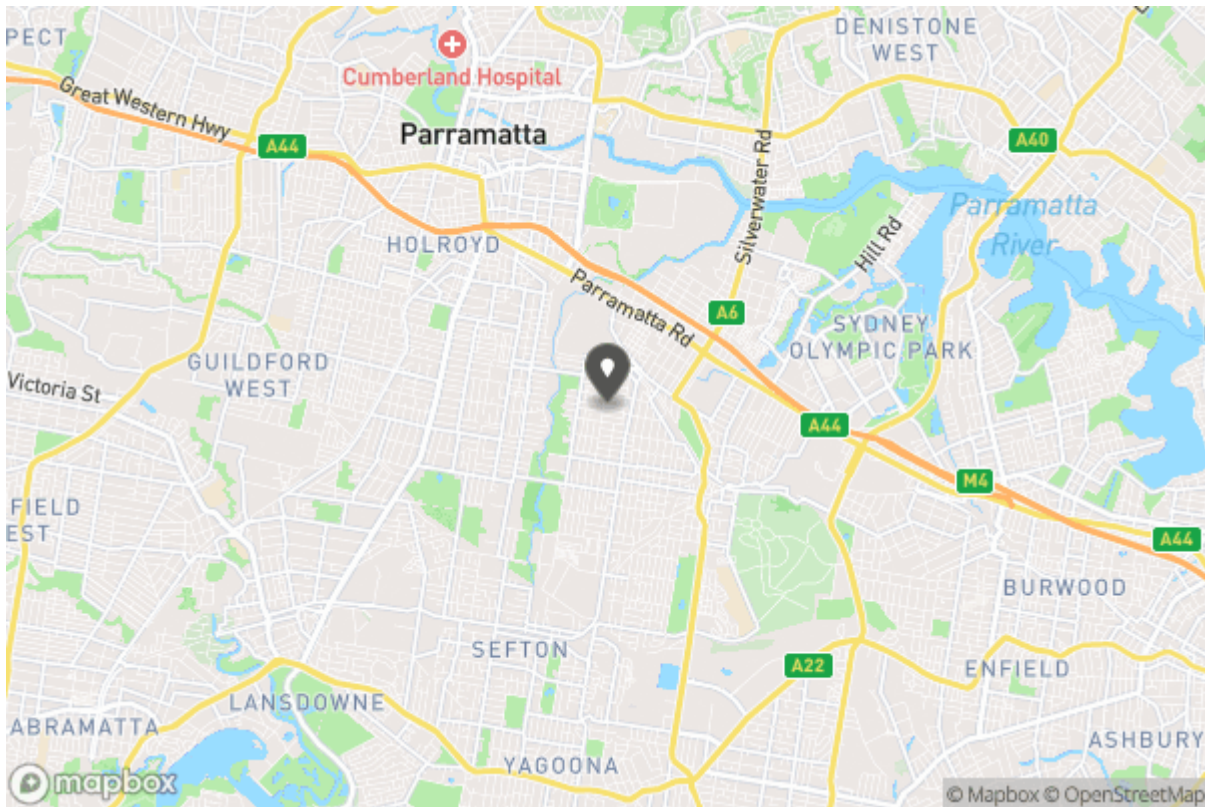 PECT
DENISTONE
WEST
Cumberland Hospital
Great Western Hwy
Parramatta
A44
A40
Silverwater Rd
Parramatta
River
Hill Rd
HOLROYD
Parramatta Rd
A6
SYDNEY
OLYMPIC PARK
GUILDFORD
WEST
Victoria St
A44
M4
FIELD
EST
A44
BURWOOD
SEFTON
A22
ENFIELD
LANSDOWNE
ABRAMATTA
ASHBURY
YAGOONA
mapbox
© Mapbox © OpenStreetMap